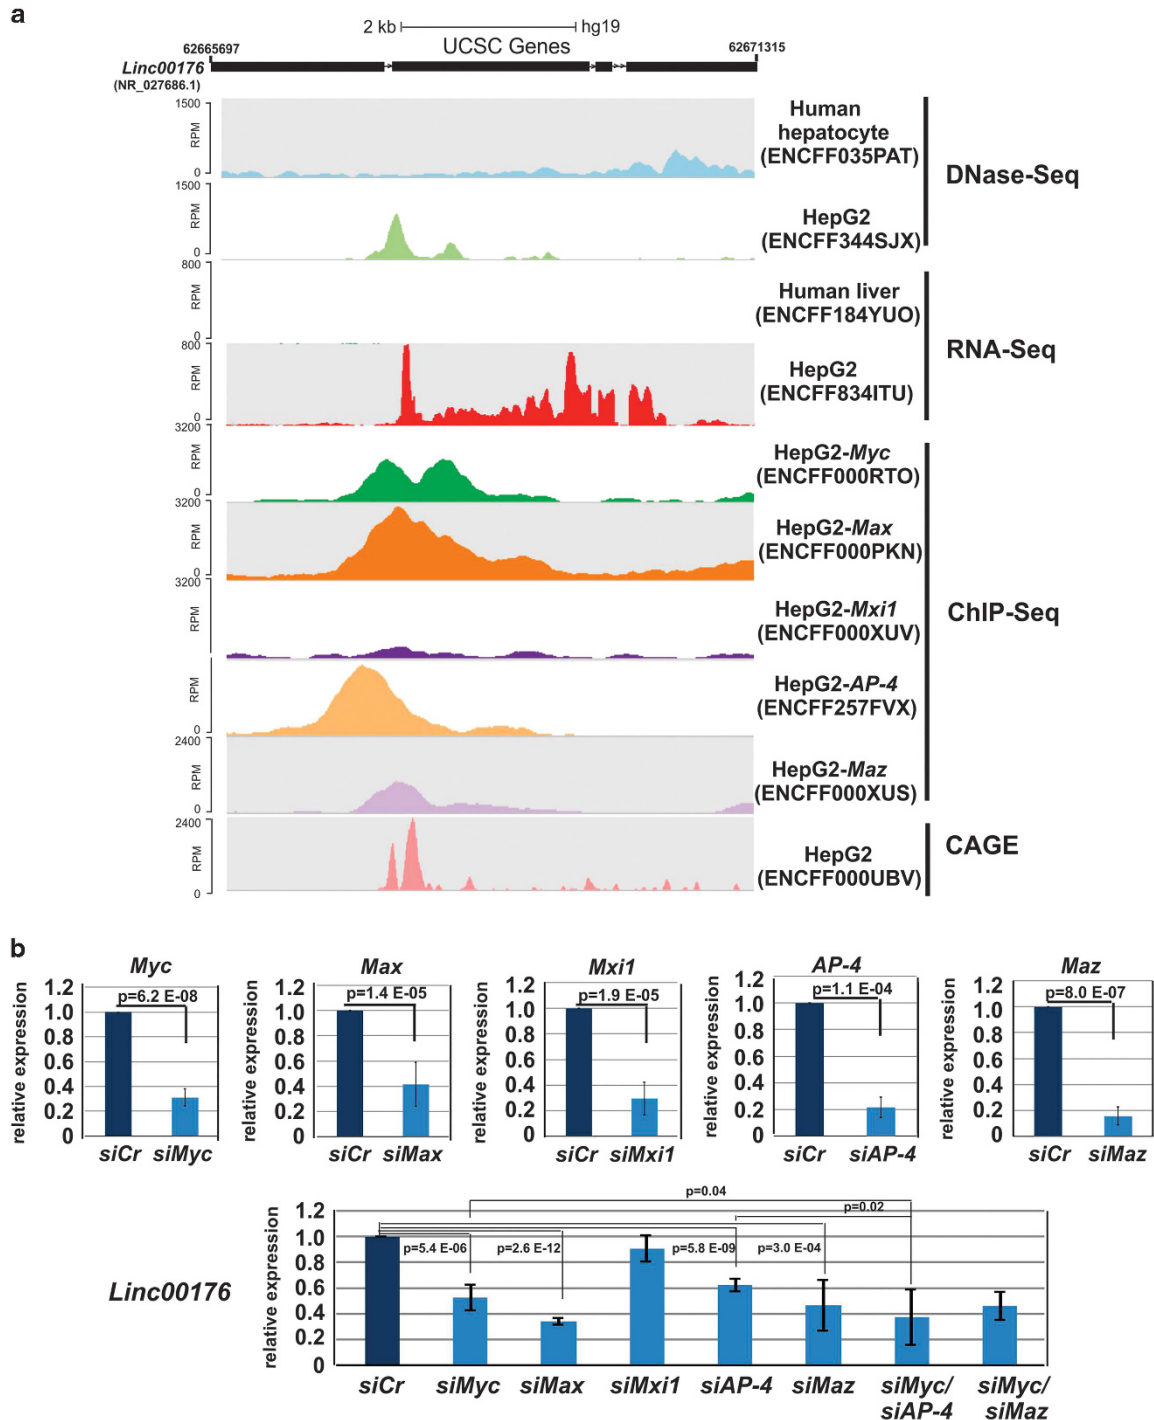 a
2 kb hg19
62665697 UCSC Genes 62671315
Linc00176
(NR_027686.1)
1500
RPM
0
Human
hepatocyte
(ENCFF035PAT)
DNase-Seq
1500
RPM
0
HepG2
(ENCFF344SJX)
800
RPM
0
Human liver
(ENCFF184YUO)
RNA-Seq
800
RPM
0
HepG2
(ENCFF834ITU)
3200
RPM
0
HepG2-Myc
(ENCFF000RTO)
3200
RPM
0
HepG2-Max
(ENCFF000PKN)
3200
RPM
HepG2-Mxi1
(ENCFF000XUV)
ChIP-Seq
RPM
0
HepG2-AP-4
(ENCFF257FVX)
2400
RPM
0
HepG2-Maz
(ENCFF000XUS)
2400
RPM
0
HepG2
(ENCFF000UBV)
CAGE
b
Myc
relative expression
1.2
1.0
0.8
0.6
0.4
0.2
0
p=6.2 E-08
siCr siMyc
Max
relative expression
1.2
1.0
0.8
0.6
0.4
0.2
0
p=1.4 E-05
siCr siMax
Mxi1
relative expression
1.2
1.0
0.8
0.6
0.4
0.2
0
p=1.9 E-05
siCr siMxi1
AP-4
relative expression
1.2
1.0
0.8
0.6
0.4
0.2
0
p=1.1 E-04
siCr siAP-4
Maz
relative expression
1.2
1.0
0.8
0.6
0.4
0.2
0
p=8.0 E-07
siCr siMaz
Linc00176
relative expression
1.2
1.0
0.8
0.6
0.4
0.2
0
p=0.04
p=0.02
p=5.4 E-06 p=2.6 E-12 p=5.8 E-09 p=3.0 E-04
siCr siMyc siMax siMxi1 siAP-4 siMaz siMyc/ siMyc/
siAP-4 siMaz